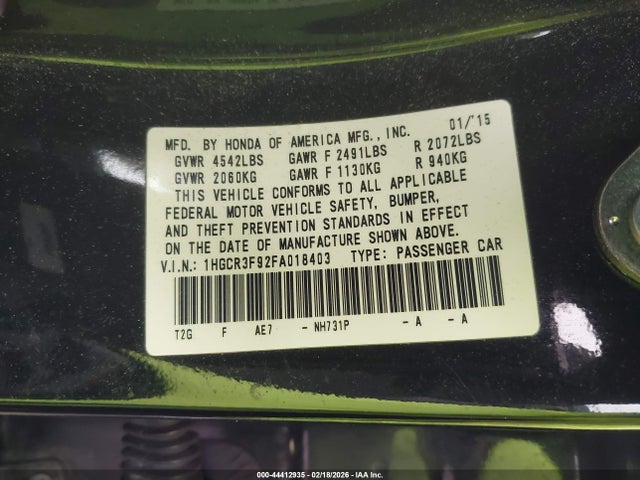 MFD. BY HONDA OF AMERICA MFG., INC. 01/'15
GVWR 4542LBS GAWR F 2491LBS R 2072LBS
GVWR 2060KG GAWR F 1130KG R 940KG
THIS VEHICLE CONFORMS TO ALL APPLICABLE
FEDERAL MOTOR VEHICLE SAFETY, BUMPER,
AND THEFT PREVENTION STANDARDS IN EFFECT
ON THE DATE OF MANUFACTURE SHOWN ABOVE.
V.I.N.: 1HGCR3F92FA018403 TYPE: PASSENGER CAR
T2G F AE7 - NH731P - A - A
000-44412935 - 02/18/2026 - IAA Inc.